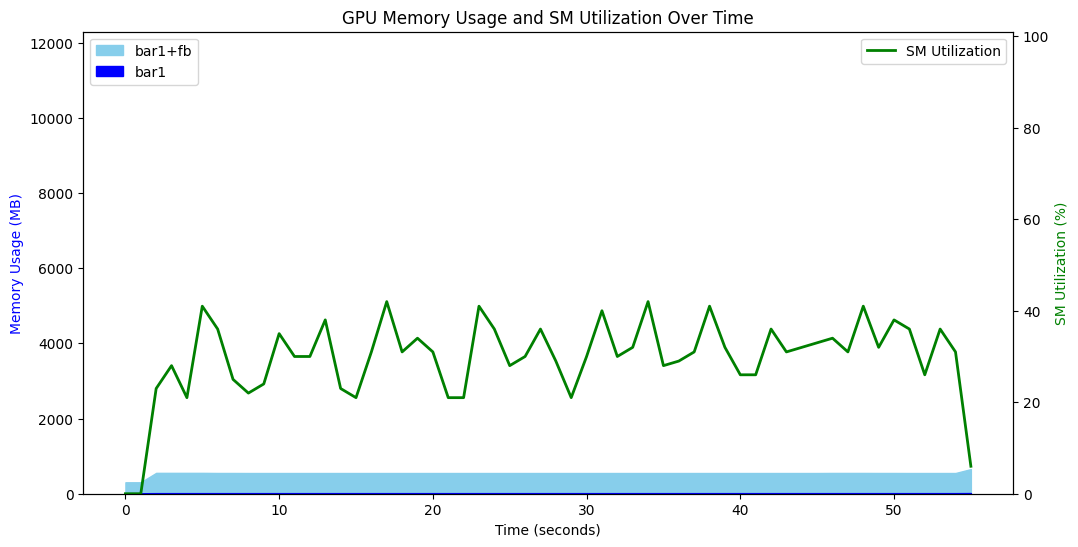 GPU Memory Usage and SM Utilization Over Time
bar1+fb
bar1
SM Utilization
Memory Usage (MB)
12000
10000
8000
6000
4000
2000
0
100
80
60
40
20
0
SM Utilization (%)
0 10 20 30 40 50
Time (seconds)